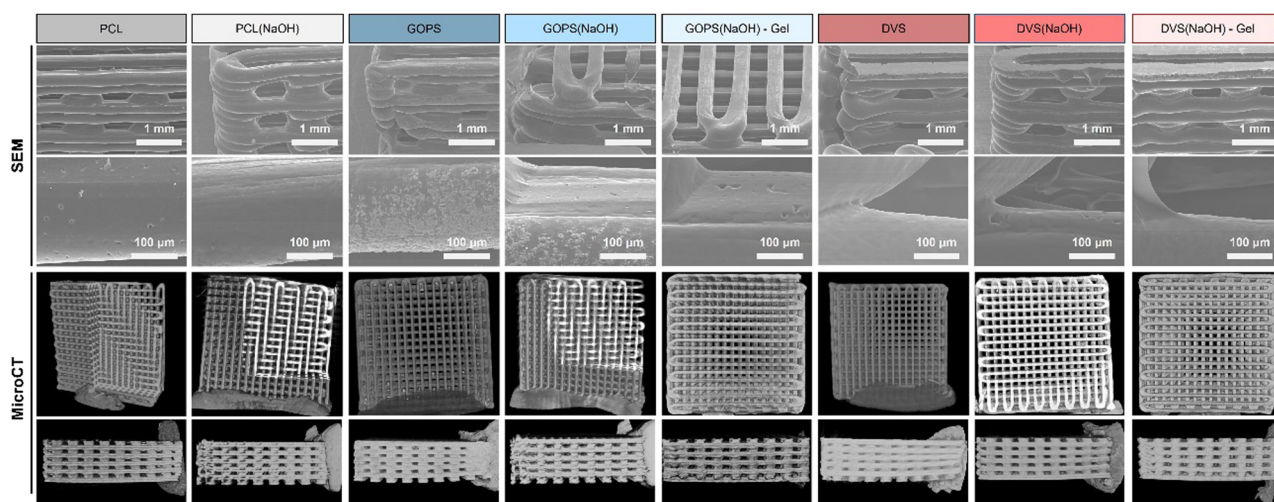 PCL PCL(NaOH) GOPS GOPS(NaOH) GOPS(NaOH) - Gel DVS DVS(NaOH) DVS(NaOH) - Gel
SEM
1 mm 1 mm 1 mm 1 mm 1 mm 1 mm 1 mm 1 mm
100 µm 100 µm 100 µm 100 µm 100 µm 100 µm 100 µm 100 µm
MicroCT